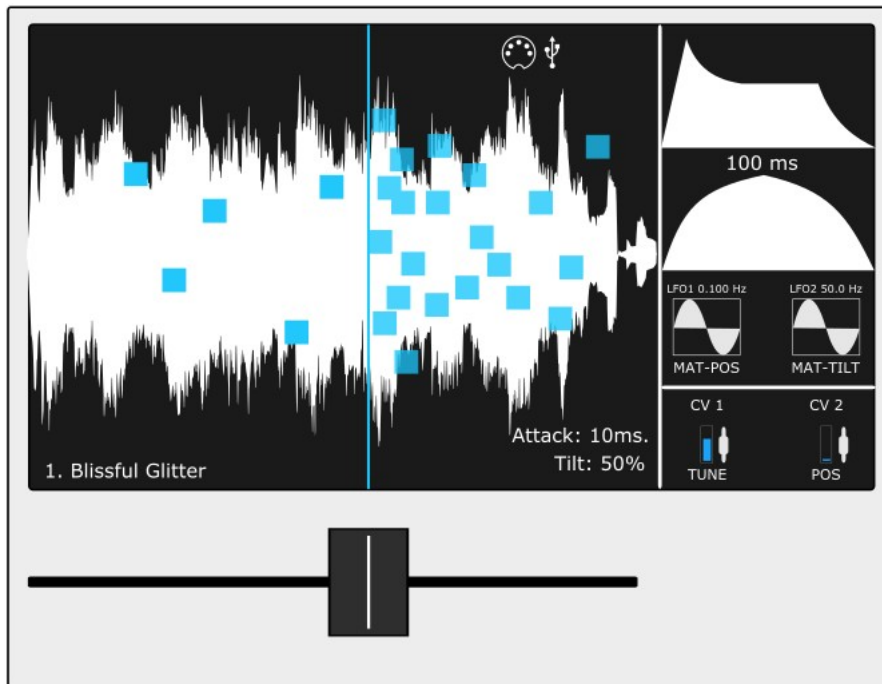 Attack: 10ms.
Tilt: 50%
1. Blissful Glitter
100 ms
LFO1 0.100 Hz
LFO2 50.0 Hz
MAT-POS
MAT-TILT
CV 1
CV 2
TUNE
POS